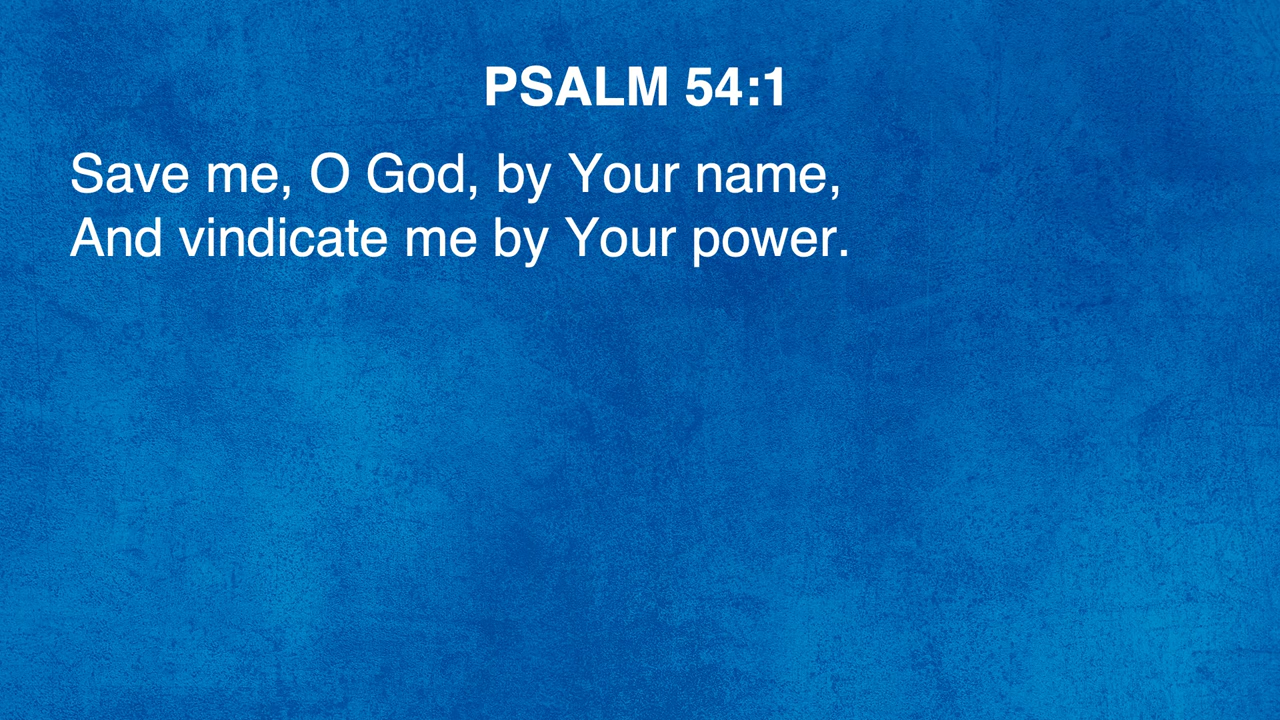 PSALM 54:1
Save me, O God, by Your name,
And vindicate me by Your power.